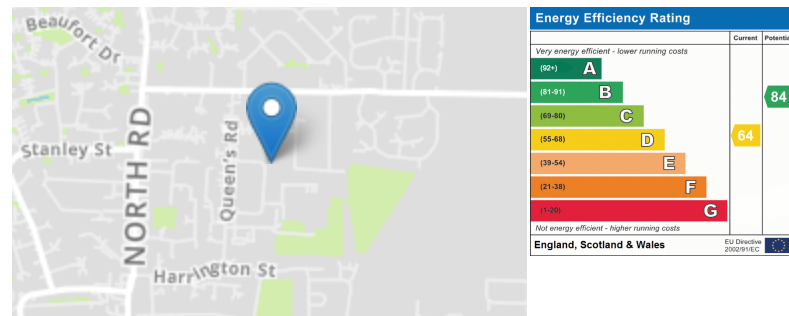 Beaufort Dr
Stanley St
NORTH RD
Queen's Rd
Harrington St
Energy Efficiency Rating
Current Potentia
Very energy efficient - lower running costs
(92+) A
(81-91) B
84
(69-80) C
(55-68) D
64
(39-54) E
(21-38) F
(1-20) G
Not energy efficient - higher running costs
England, Scotland & Wales
EU Directive
2002/91/EC